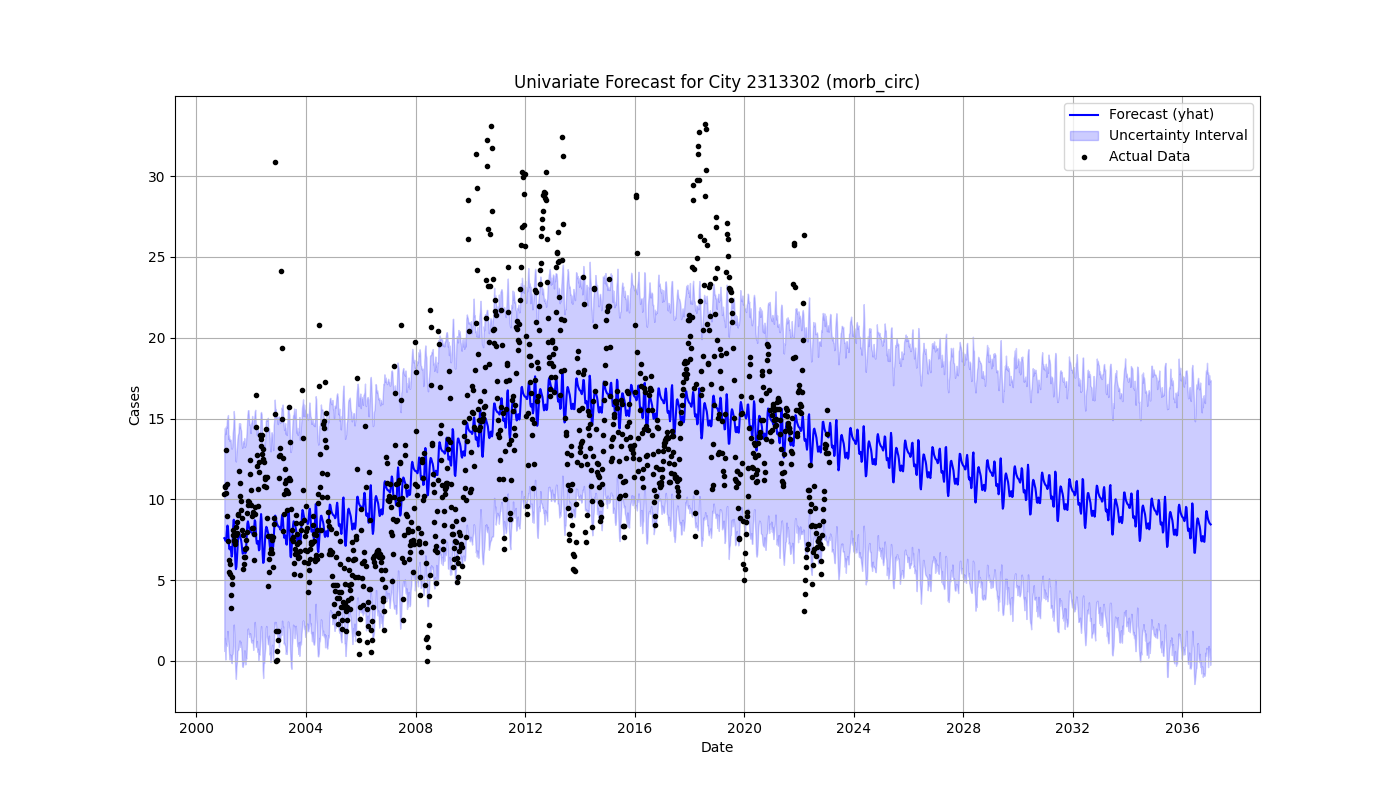 Univariate Forecast for City 2313302 (morb_circ)
Forecast (yhat)
Uncertainty Interval
Actual Data
Cases
30
25
20
15
10
5
0
2000 2004 2008 2012 2016 2020 2024 2028 2032 2036
Date